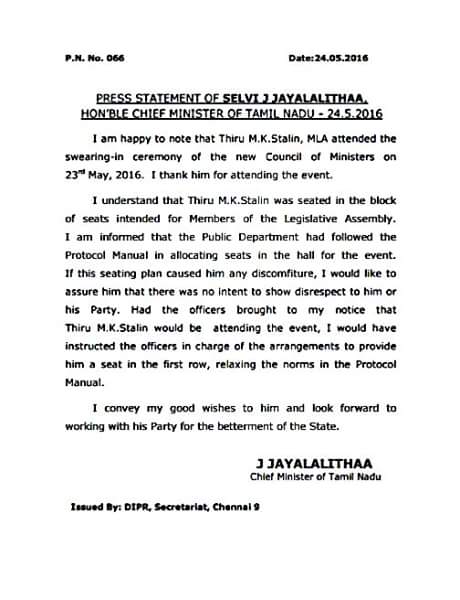 P.N. No. 066 Date:24.05.2016
PRESS STATEMENT OF SELVI J JAYALALITHAA,
HON'BLE CHIEF MINISTER OF TAMIL NADU - 24.5.2016
I am happy to note that Thiru M.K.Stalin, MLA attended the
swearing-in ceremony of the new Council of Ministers on
23rd May, 2016. I thank him for attending the event.
I understand that Thiru M.K.Stalin was seated in the block
of seats intended for Members of the Legislative Assembly.
I am informed that the Public Department had followed the
Protocol Manual in allocating seats in the hall for the event.
If this seating plan caused him any discomfiture, I would like to
assure him that there was no intent to show disrespect to him or
his Party. Had the officers brought to my notice that
Thiru M.K.Stalin would be attending the event, I would have
instructed the officers in charge of the arrangements to provide
him a seat in the first row, relaxing the norms in the Protocol
Manual.
I convey my good wishes to him and look forward to
working with his Party for the betterment of the State.
J JAYALALITHAA
Chief Minister of Tamil Nadu
Issued By: DIPR, Secretariat, Chennai 9